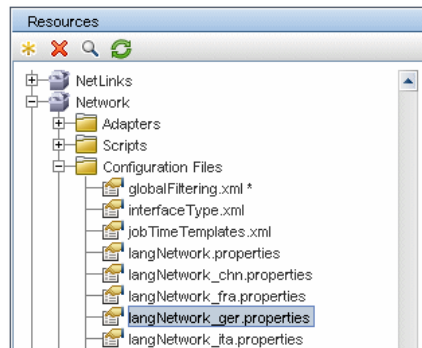 Resources
NetLinks
Network
Adapters
Scripts
Configuration Files
globalFiltering.xml *
interfaceType.xml
jobTimeTemplates.xml
langNetwork.properties
langNetwork_chn.properties
langNetwork_fra.properties
langNetwork_ger.properties
langNetwork_ita.properties